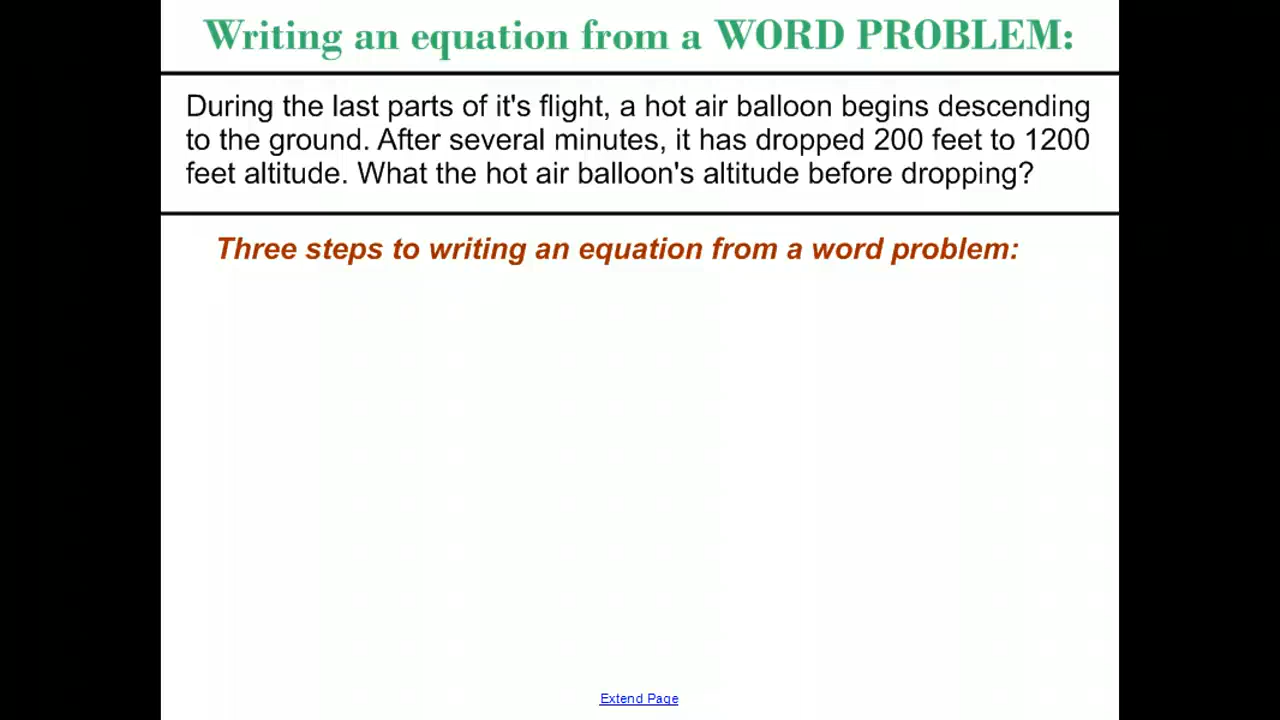 Writing an equation from a WORD PROBLEM:
During the last parts of it's flight, a hot air balloon begins descending
to the ground. After several minutes, it has dropped 200 feet to 1200
feet altitude. What the hot air balloon's altitude before dropping?
Three steps to writing an equation from a word problem:
Extend Page